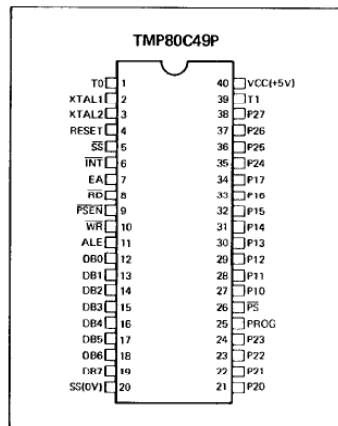 TMP80C49P
T0 1 40 VCC(+5V)
XTAL1 2 39 T1
XTAL2 3 38 P27
RESET 4 37 P26
SS 5 36 P25
INT 6 35 P24
EA 7 34 P17
RD 8 33 P16
PSEN 9 32 P15
WR 10 31 P14
ALE 11 30 P13
OB0 12 29 P12
DB1 13 28 P11
DB2 14 27 P10
DB3 15 26 PS
DB4 16 25 PROG
DB5 17 24 P23
OB6 18 23 P22
DB7 19 22 P21
SS(0V) 20 21 P20